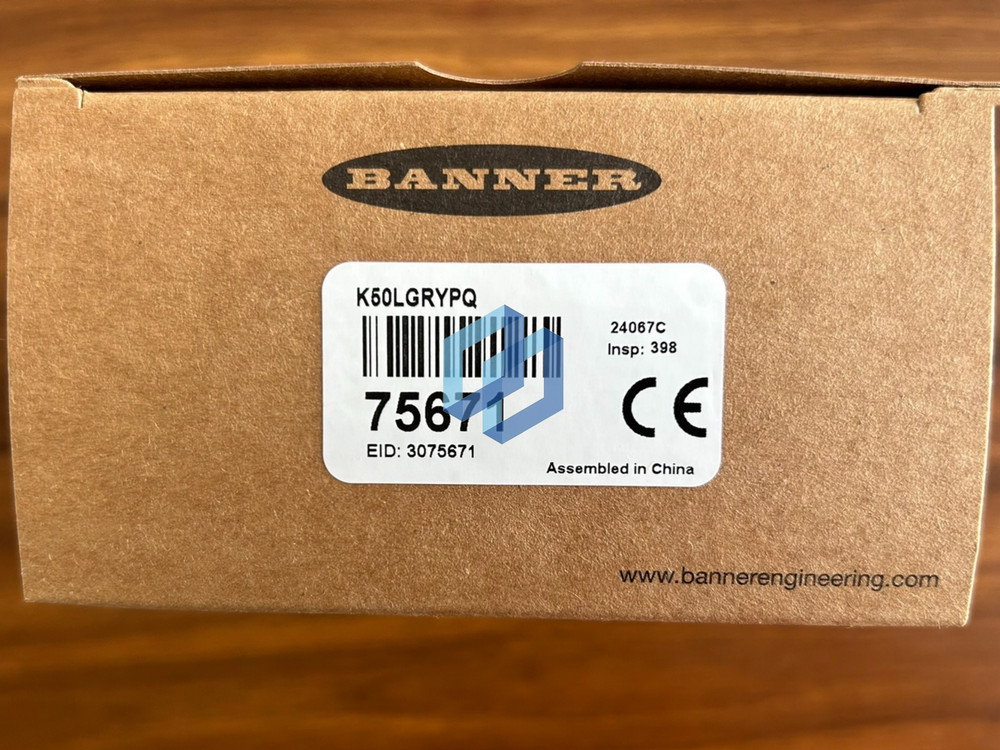 BANNER
K50LGRYPQ
24067C
Insp: 398
75671
CE
EID: 3075671
Assembled in China
www.bannerengineering.com